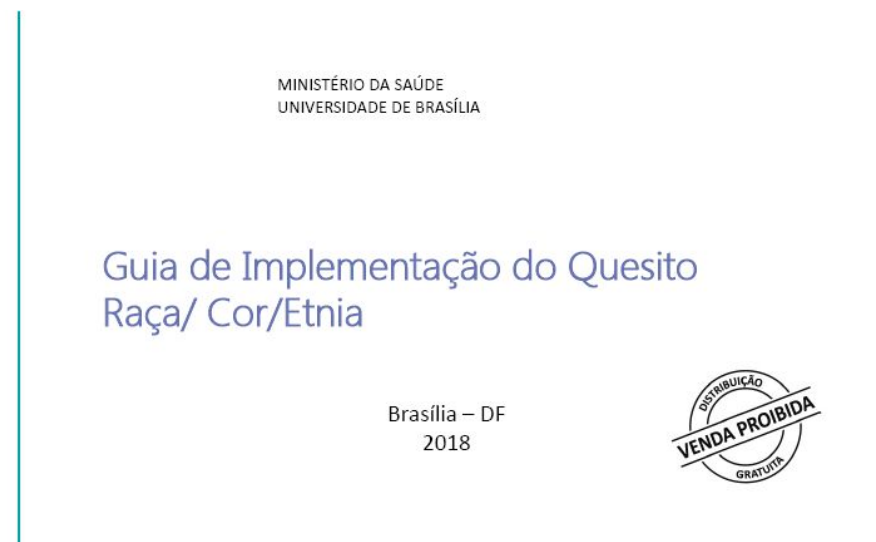 MINISTÉRIO DA SAÚDE
UNIVERSIDADE DE BRASÍLIA
Guia de Implementação do Quesito
Raça/ Cor/Etnia
Brasília – DF
2018
DISTRIBUIÇÃO
VENDA PROIBIDA
GRATUITA